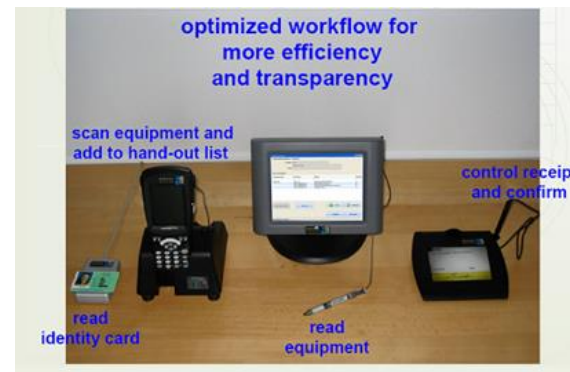 optimized workflow for
more efficiency
and transparency
scan equipment and
add to hand-out list
control receip
and confirm
read
identity card
read
equipment